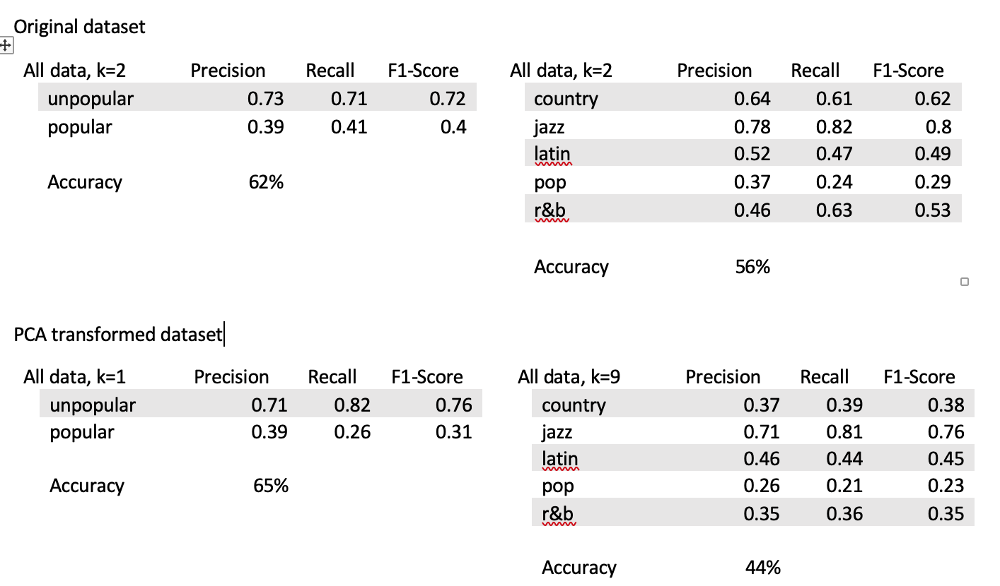 Original dataset
All data, k=2 Precision Recall F1-Score
unpopular 0.73 0.71 0.72
popular 0.39 0.41 0.4
Accuracy 62%
All data, k=2 Precision Recall F1-Score
country 0.64 0.61 0.62
jazz 0.78 0.82 0.8
latin 0.52 0.47 0.49
pop 0.37 0.24 0.29
r&b 0.46 0.63 0.53
Accuracy 56%
PCA transformed dataset
All data, k=1 Precision Recall F1-Score
unpopular 0.71 0.82 0.76
popular 0.39 0.26 0.31
Accuracy 65%
All data, k=9 Precision Recall F1-Score
country 0.37 0.39 0.38
jazz 0.71 0.81 0.76
latin 0.46 0.44 0.45
pop 0.26 0.21 0.23
r&b 0.35 0.36 0.35
Accuracy 44%